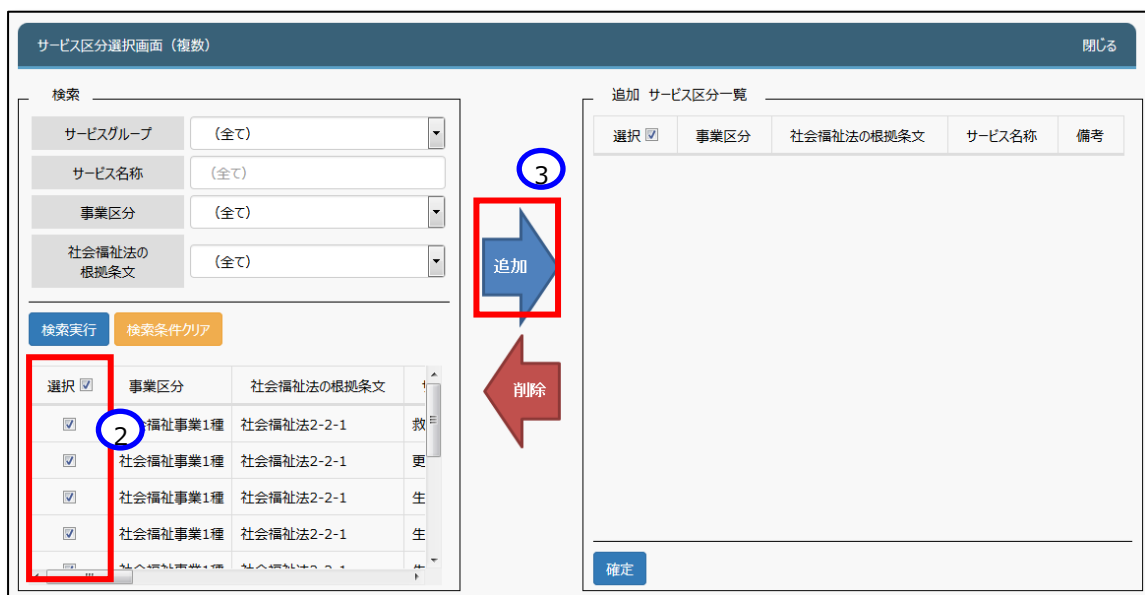 サービス区分選択画面（複数）
閉じる
検索
サービスグループ
（全て）
サービス名称
（全て）
事業区分
（全て）
社会福祉法の
根拠条文
（全て）
検索実行
検索条件クリア
選択 事業区分 社会福祉法の根拠条文
2
福祉事業1種 社会福祉法2-2-1 救
社会福祉事業1種 社会福祉法2-2-1 更
社会福祉事業1種 社会福祉法2-2-1 生
社会福祉事業1種 社会福祉法2-2-1 生
3
追加
削除
追加 サービス区分一覧
選択 事業区分 社会福祉法の根拠条文 サービス名称 備考
確定